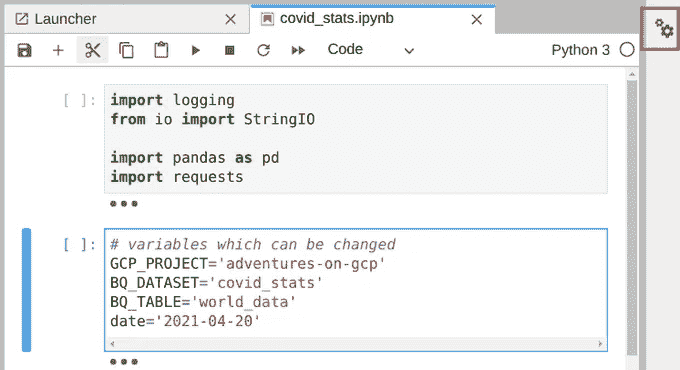 Launcher
covid_stats.ipynb
Code
Python 3
[ ]:
import logging
from io import StringIO
import pandas as pd
import requests
[ ]:
# variables which can be changed
GCP_PROJECT='adventures-on-gcp'
BQ_DATASET='covid_stats'
BQ_TABLE='world_data'
date='2021-04-20'